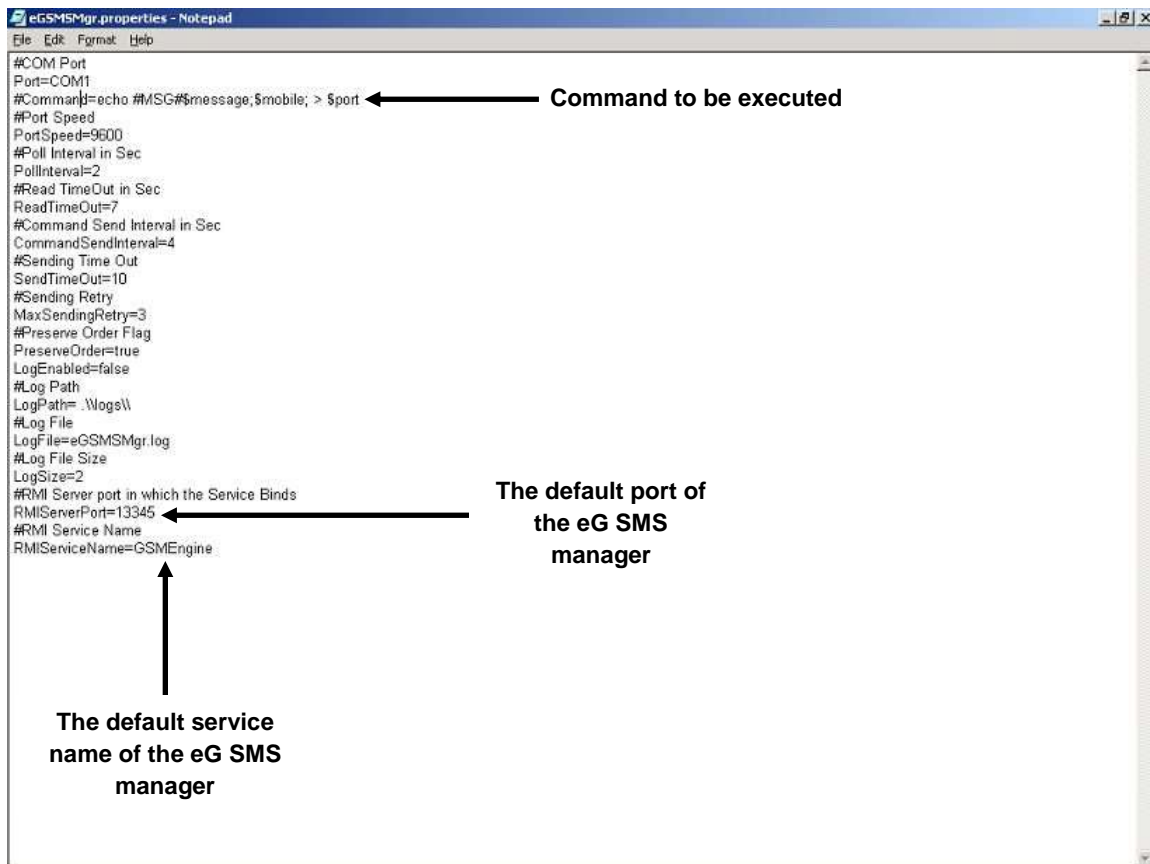 eGSMSMgr.properties - Notepad
File Edit Format Help
#COM Port
Port=COM1
#Command=echo #MSG#$message;$mobile; > $port
Command to be executed
#Port Speed
PortSpeed=9600
#Poll Interval in Sec
PollInterval=2
#Read TimeOut in Sec
ReadTimeOut=7
#Command Send Interval in Sec
CommandSendInterval=4
#Sending Time Out
SendTimeOut=10
#Sending Retry
MaxSendingRetry=3
#Preserve Order Flag
PreserveOrder=true
LogEnabled=false
#Log Path
LogPath= .\\logs\\
#Log File
LogFile=eGSMSMgr.log
#Log File Size
LogSize=2
#RMI Server port in which the Service Binds
RMIServerPort=13345
#RMI Service Name
RMIServiceName=GSMEngine
The default port of
the eG SMS
manager
The default service
name of the eG SMS
manager